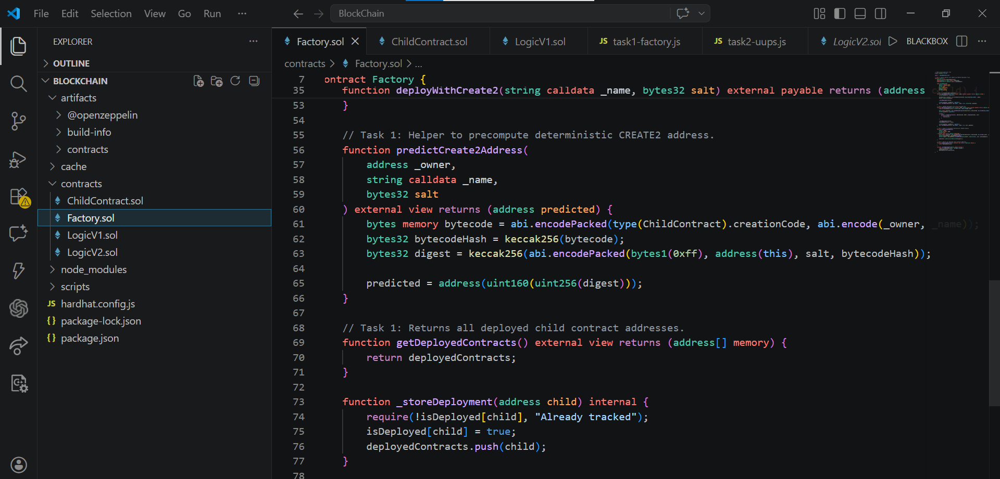 File Edit Selection View Go Run ··· BlockChain
EXPLORER ···
OUTLINE
BLOCKCHAIN
artifacts
@openzeppelin
build-info
contracts
cache
contracts
ChildContract.sol
Factory.sol
LogicV1.sol
LogicV2.sol
node_modules
scripts
JS hardhat.config.js
{} package-lock.json
{} package.json
Factory.sol ChildContract.sol LogicV1.sol JS task1-factory.js JS task2-uups.js LogicV2.sol BLACKBOX ···
contracts > Factory.sol > ...
7 ontract Factory {
35 function deployWithCreate2(string calldata _name, bytes32 salt) external payable returns (address child) {
53 }
54
55 // Task 1: Helper to precompute deterministic CREATE2 address.
56 function predictCreate2Address(
57 address _owner,
58 string calldata _name,
59 bytes32 salt
60 ) external view returns (address predicted) {
61 bytes memory bytecode = abi.encodePacked(type(ChildContract).creationCode, abi.encode(_owner, _name));
62 bytes32 bytecodeHash = keccak256(bytecode);
63 bytes32 digest = keccak256(abi.encodePacked(bytes1(0xff), address(this), salt, bytecodeHash));
64
65 predicted = address(uint160(uint256(digest)));
66 }
67
68 // Task 1: Returns all deployed child contract addresses.
69 function getDeployedContracts() external view returns (address[] memory) {
70 return deployedContracts;
71 }
72
73 function _storeDeployment(address child) internal {
74 require(!isDeployed[child], "Already tracked");
75 isDeployed[child] = true;
76 deployedContracts.push(child);
77 }
78